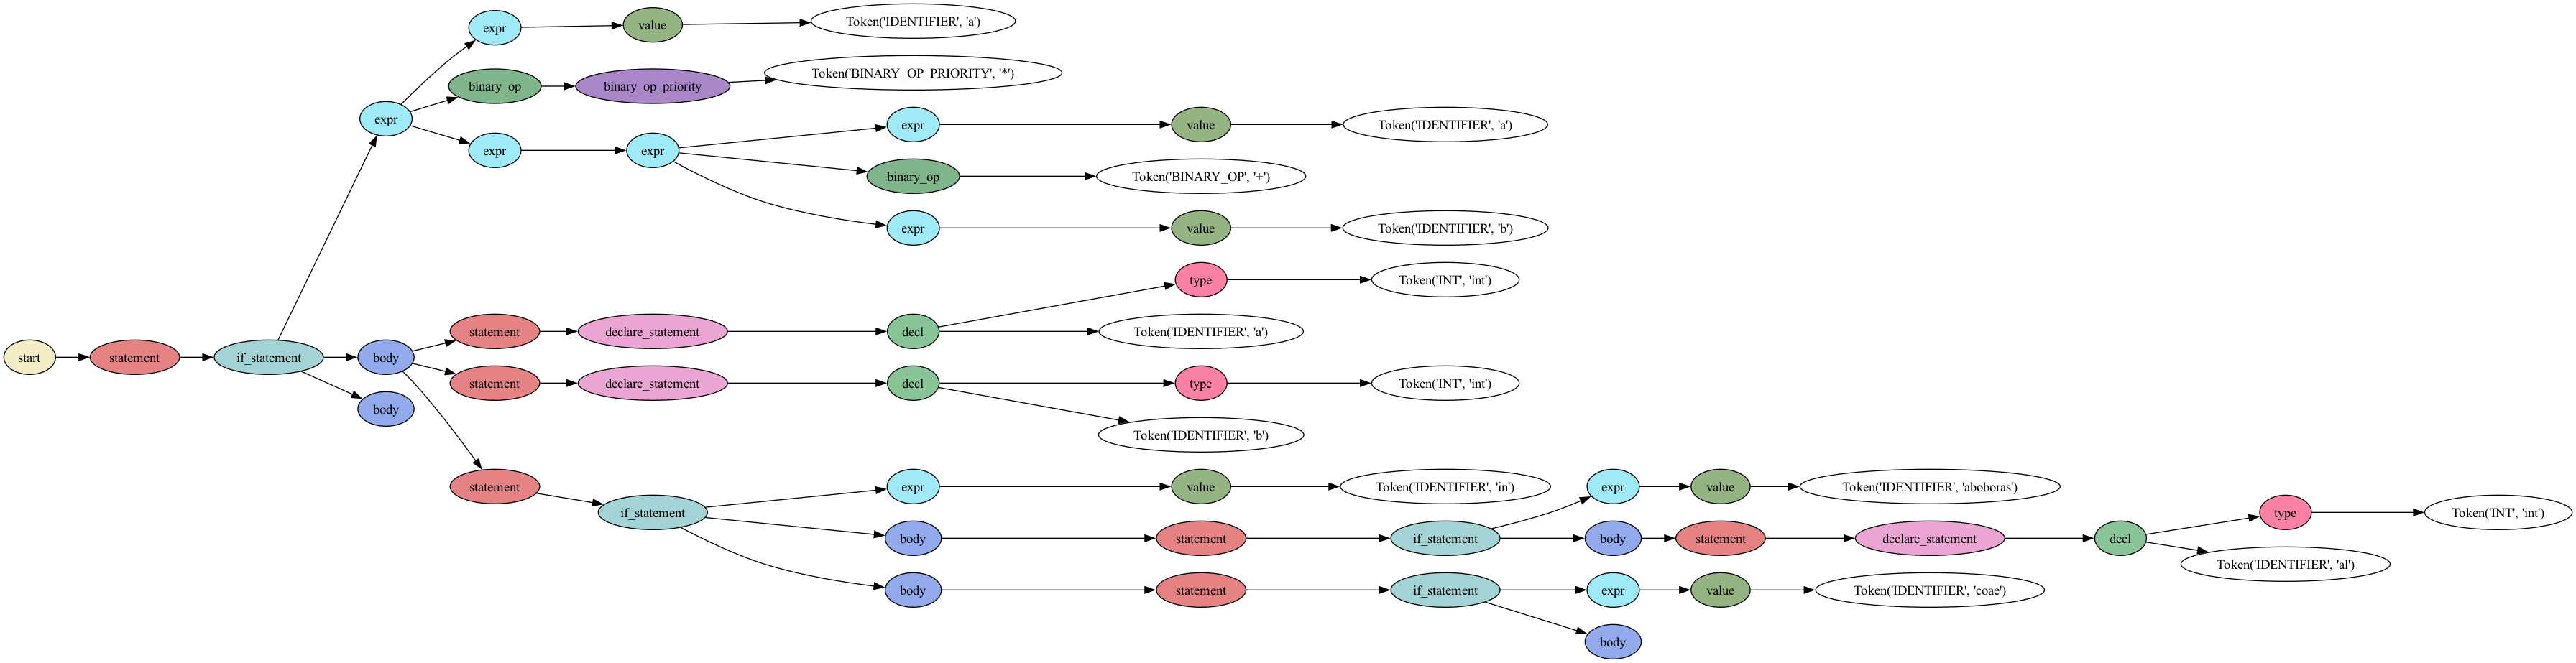 expr
value
Token('IDENTIFIER', 'a')
binary_op
binary_op_priority
Token('BINARY_OP_PRIORITY', '*')
expr
expr
value
Token('IDENTIFIER', 'a')
expr
expr
binary_op
Token('BINARY_OP', '+')
expr
value
Token('IDENTIFIER', 'b')
type
Token('INT', 'int')
statement
declare_statement
decl
Token('IDENTIFIER', 'a')
start
statement
if_statement
body
statement
declare_statement
decl
type
Token('INT', 'int')
body
Token('IDENTIFIER', 'b')
statement
expr
value
Token('IDENTIFIER', 'in')
expr
value
Token('IDENTIFIER', 'aboboras')
if_statement
type
Token('INT', 'int')
body
statement
if_statement
body
statement
declare_statement
decl
Token('IDENTIFIER', 'al')
body
statement
if_statement
expr
value
Token('IDENTIFIER', 'coae')
body